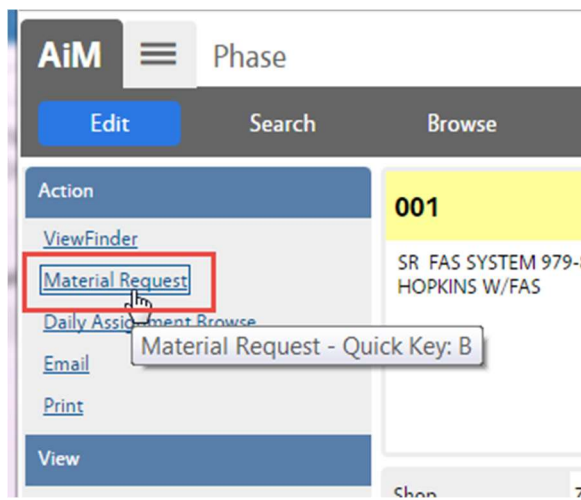 AiM Phase
Edit Search Browse
Action
ViewFinder
Material Request
Daily Assignment Browse
Email
Print
View
Material Request - Quick Key: B
001
SR FAS SYSTEM 979-
HOPKINS W/FAS
Shop